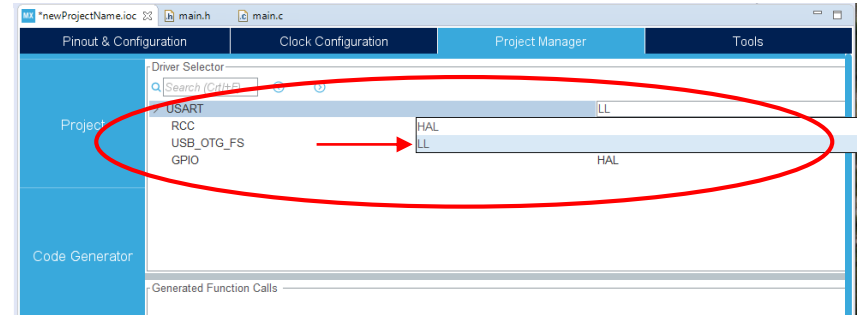 MX *newProjectName.ioc .h main.h .c main.c
Pinout & Configuration Clock Configuration Project Manager Tools
Driver Selector
Search (Crtl+F)
USART LL
Project RCC HAL
USB_OTG_FS LL
GPIO HAL
Code Generator
Generated Function Calls